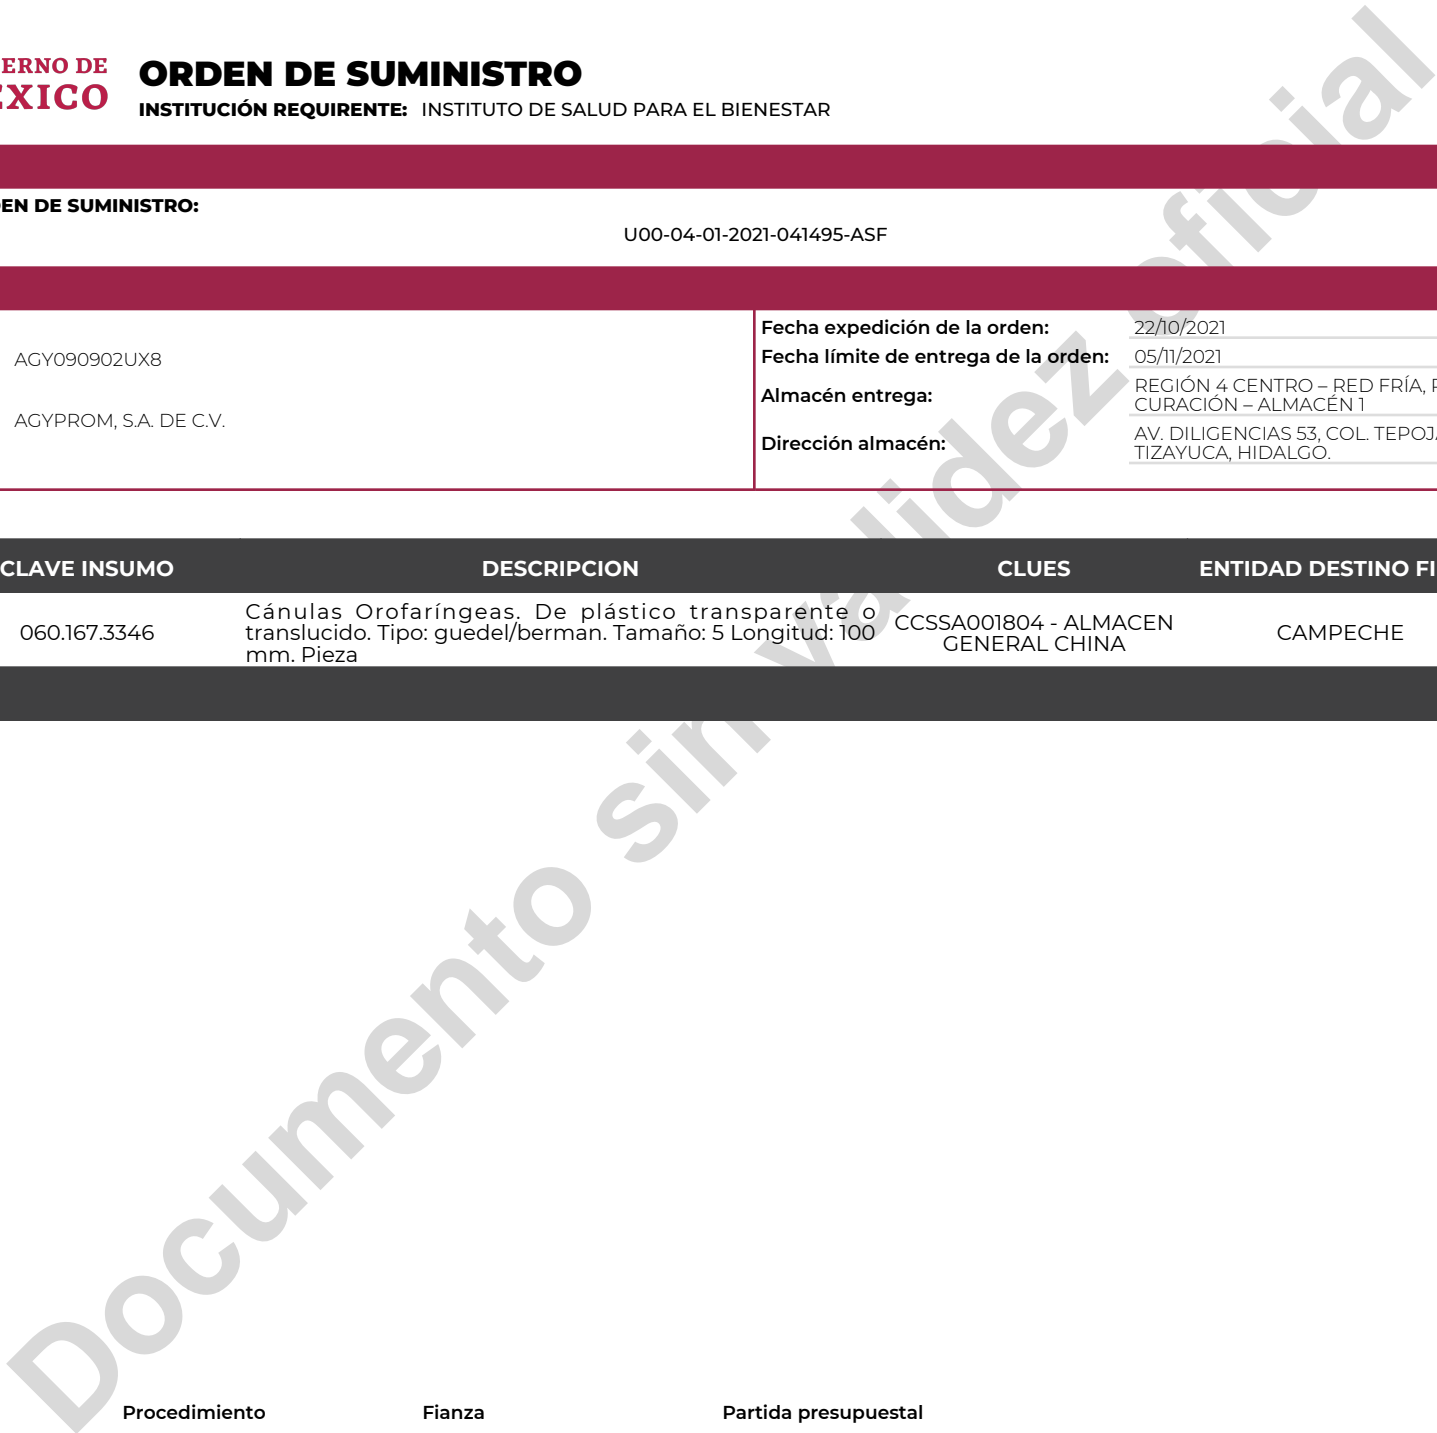 ERNO DE
EXICO
ORDEN DE SUMINISTRO
INSTITUCIÓN REQUIRENTE: INSTITUTO DE SALUD PARA EL BIENESTAR
EN DE SUMINISTRO:
U00-04-01-2021-041495-ASF
AGY090902UX8
AGYPROM, S.A. DE C.V.
Fecha expedición de la orden: 22/10/2021
Fecha límite de entrega de la orden: 05/11/2021
Almacén entrega: REGIÓN 4 CENTRO – RED FRÍA,
CURACIÓN – ALMACÉN 1
Dirección almacén: AV. DILIGENCIAS 53, COL. TEPOJ
TIZAYUCA, HIDALGO.
CLAVE INSUMO DESCRIPCION CLUES ENTIDAD DESTINO FI
060.167.3346
Cánulas Orofaríngeas. De plástico transparente o
translucido. Tipo: guedel/berman. Tamaño: 5 Longitud: 100
mm. Pieza
CCSSA001804 - ALMACEN
GENERAL CHINA
CAMPECHE
Documento sin validez oficial
Procedimiento Fianza Partida presupuestal